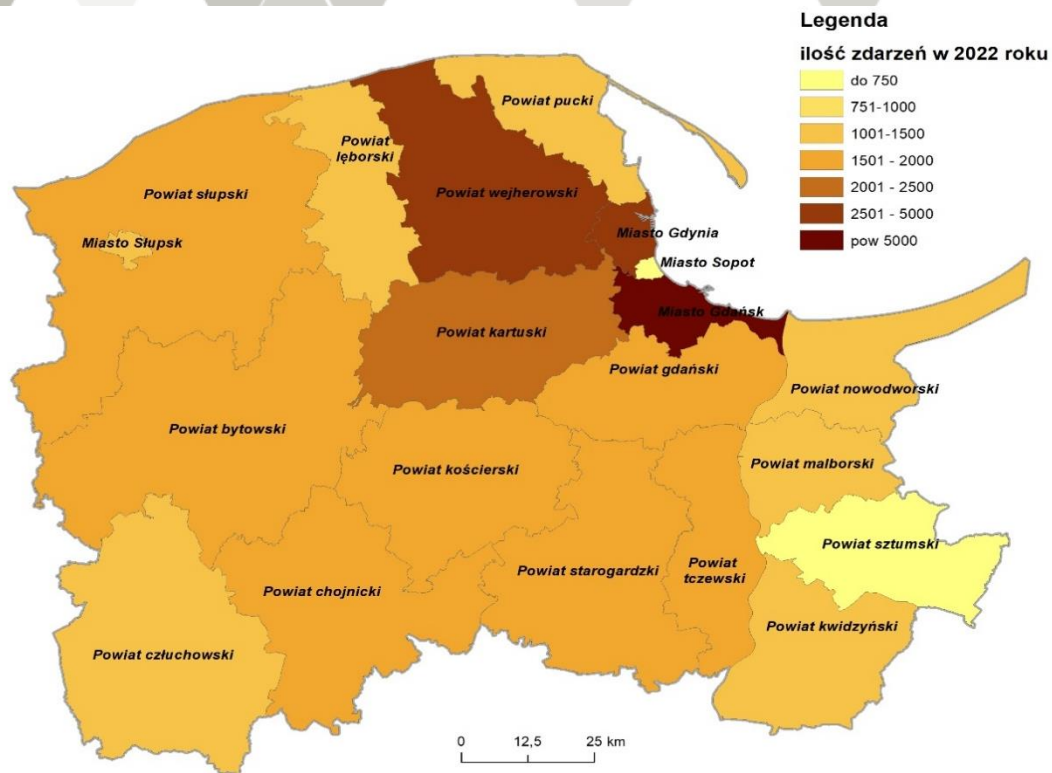 Legenda
ilość zdarzeń w 2022 roku
do 750
751-1000
1001-1500
1501 - 2000
2001 - 2500
2501 - 5000
pow 5000
Powiat pucki
Powiat
lęborski
Powiat słupski
Powiat wejherowski
Miasto Słupsk
Miasto Gdynia
Miasto Sopot
Miasto Gdańsk
Powiat kartuski
Powiat gdański
Powiat nowodworski
Powiat bytowski
Powiat kościerski
Powiat malborski
Powiat sztumski
Powiat chojnicki
Powiat starogardzki
Powiat
tczewski
Powiat kwidzyński
Powiat człuchowski
0 12,5 25 km